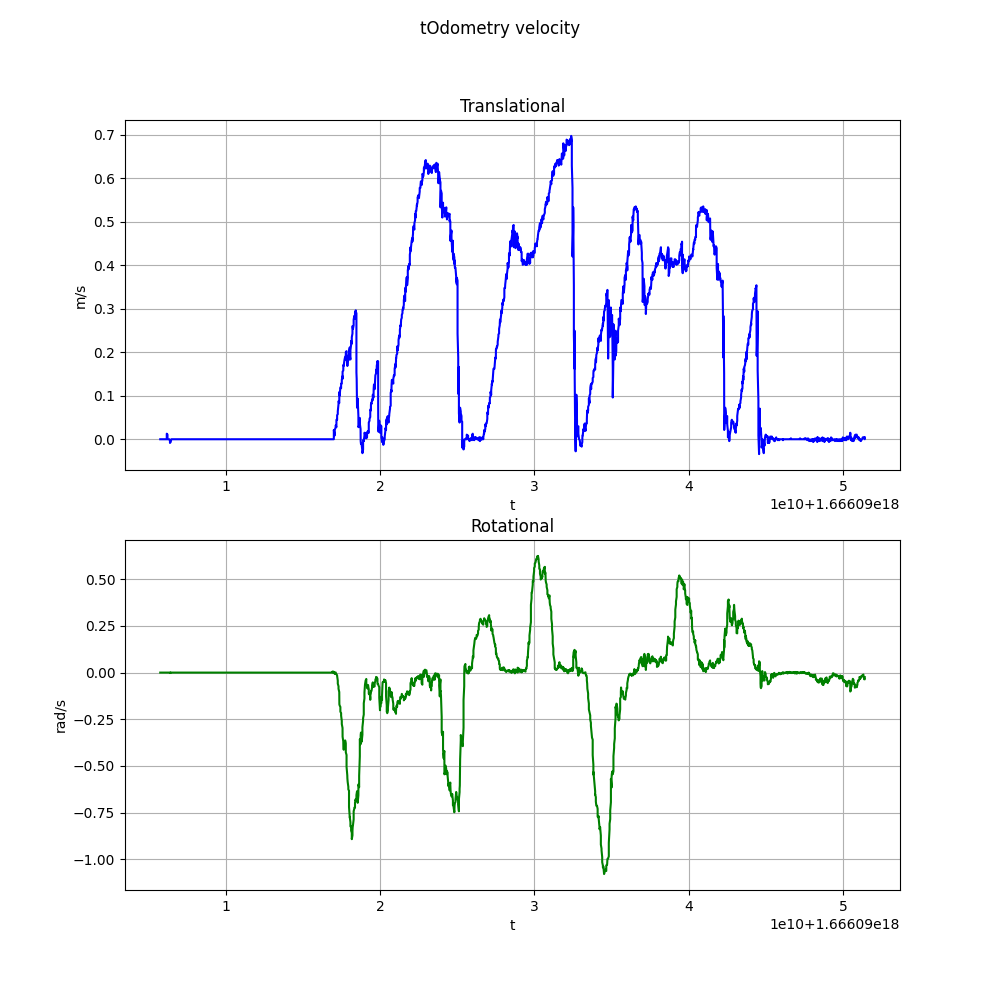 tOdometry velocity
Translational
0.7
0.6
0.5
0.4
0.3
0.2
0.1
0.0
m/s
1 2 3 4 5
t
1e10+1.66609e18
Rotational
0.50
0.25
0.00
−0.25
−0.50
−0.75
−1.00
rad/s
1 2 3 4 5
t
1e10+1.66609e18